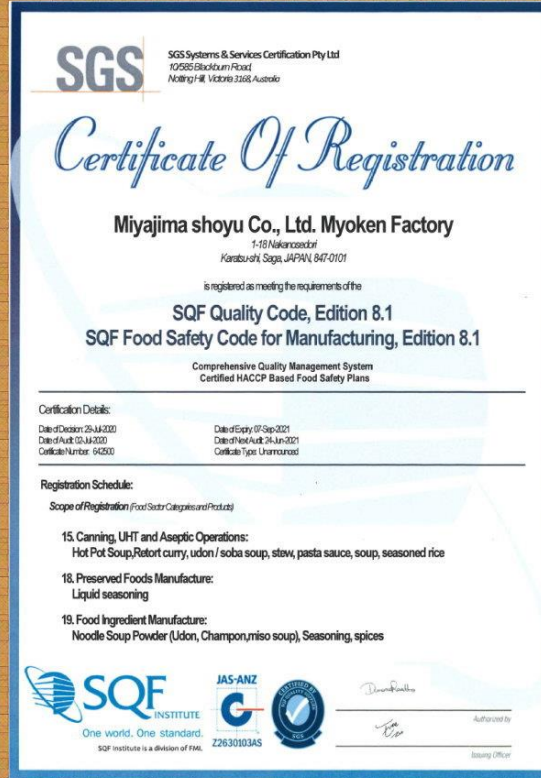 SGS
SGS Systems & Services Certification Pty Ltd
10/585 Blackburn Road,
Notting Hill, Victoria 3168, Australia
Certificate Of Registration
Miyajima shoyu Co., Ltd. Myoken Factory
1-18 Nakanosedori
Karatsu-shi, Saga, JAPAN, 847-0101
is registered as meeting the requirements of the
SQF Quality Code, Edition 8.1
SQF Food Safety Code for Manufacturing, Edition 8.1
Comprehensive Quality Management System
Certified HACCP Based Food Safety Plans
Certification Details:
Date of Decision: 29-Jul-2020
Date of Audit: 02-Jul-2020
Certificate Number: 642500
Date of Expiry: 07-Sep-2021
Date of Next Audit: 24-Jun-2021
Certificate Type: Unannounced
Registration Schedule:
Scope of Registration (Food Sector Categories and Products)
15. Canning, UHT and Aseptic Operations:
Hot Pot Soup,Retort curry, udon / soba soup, stew, pasta sauce, soup, seasoned rice
18. Preserved Foods Manufacture:
Liquid seasoning
19. Food Ingredient Manufacture:
Noodle Soup Powder (Udon, Champon,miso soup), Seasoning, spices
SQF
INSTITUTE
One world. One standard.
SQF Institute is a division of FMI.
JAS-ANZ
Z2630103AS
CERTIFIED BY
SGS
Authorized by
Issuing Officer